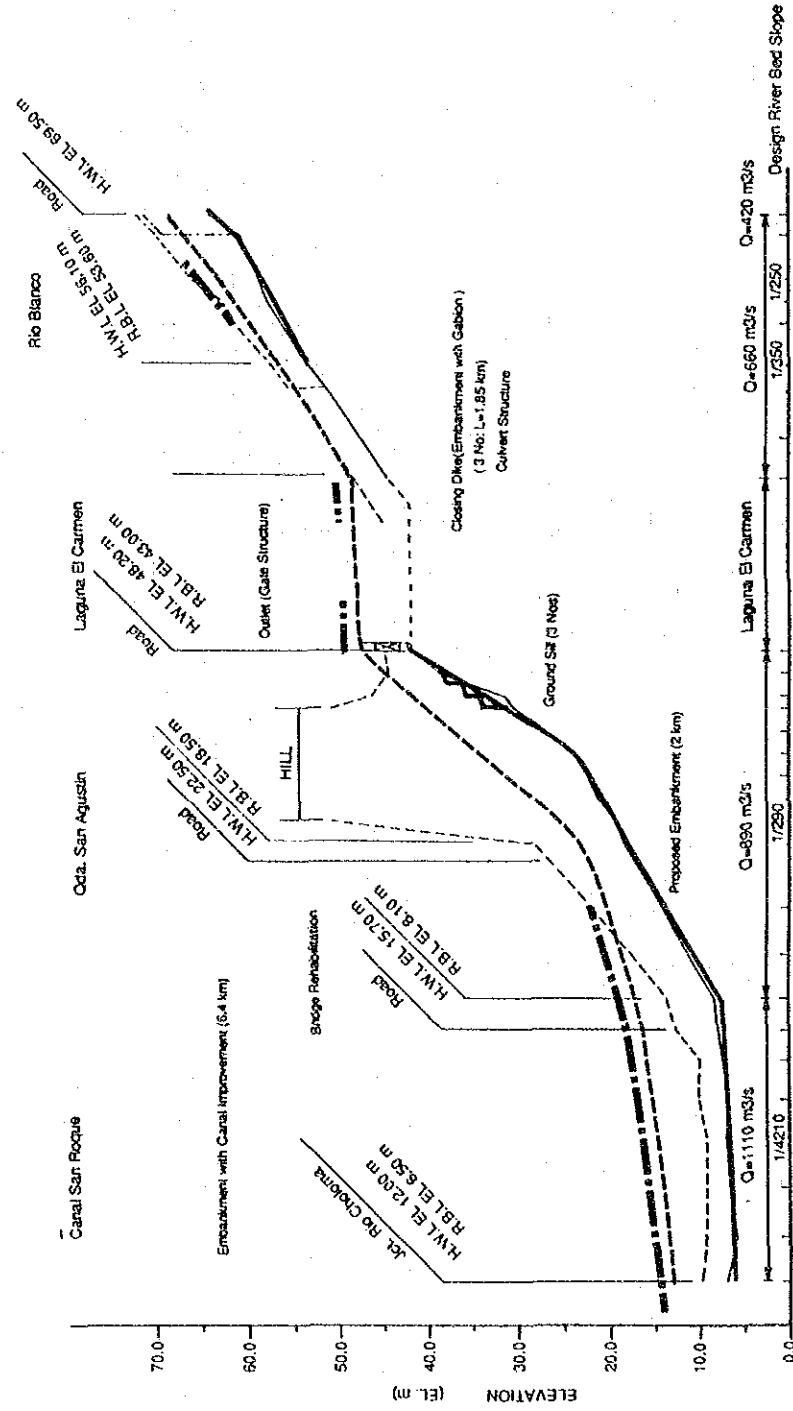 Canal San Roque
Qda. San Agustin
Laguna El Carmen
Rio Blanco
Embankment with Canal Improvement (6.4 km)
Bridge Rehabilitation
Jct. Rio Choloma
H.W.L EL 12.00 m
R.B.L EL 6.50 m
Road
H.W.L EL 15.70 m
R.B.L EL 8.10 m
Road
H.W.L EL 22.50 m
R.B.L EL 18.50 m
HILL
Road
H.W.L EL 48.20 m
R.B.L EL 43.00 m
Outlet (Gate Structure)
H.W.L EL 56.10 m
R.B.L EL 53.60 m
Road
H.W.L EL 69.50 m
Closing Dike(Embankment with Gabion)
(3 No: L=1.85 km)
Culvert Structure
Ground Sill (3 Nos)
Proposed Embankment (2 km)
ELEVATION
(EL. m)
70.0
60.0
50.0
40.0
30.0
20.0
10.0
0.0
Q=1110 m3/s
Q=890 m3/s
Laguna El Carmen
Q=660 m3/s
Q=420 m3/s
1/4210
1/290
1/350
1/250
Design River Bed Slope